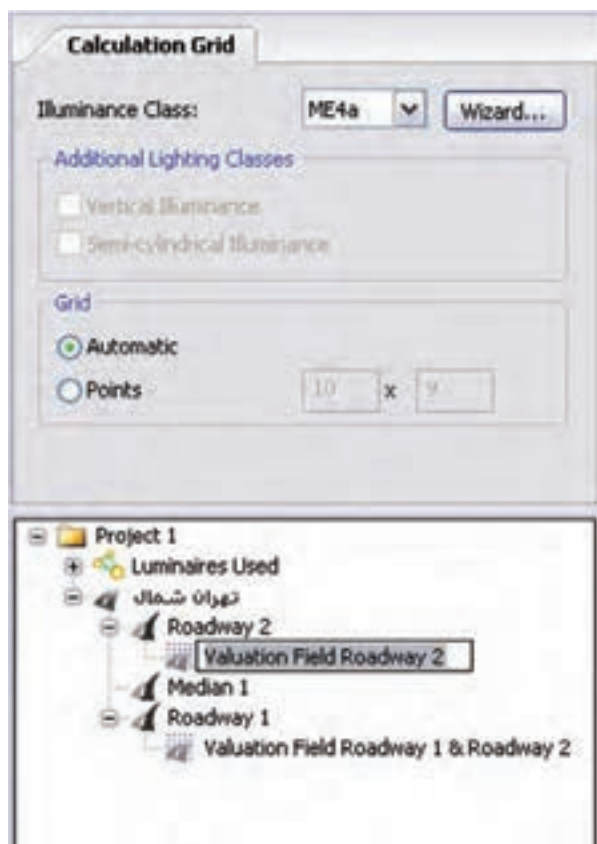 Calculation Grid
Illuminance Class: ME4a Wizard...
Additional Lighting Classes
Vertical Illuminance
Semi-cylindrical Illuminance
Grid
Automatic
Points 10 x 9
Project 1
Luminaires Used
تهران شمال
Roadway 2
Valuation Field Roadway 2
Median 1
Roadway 1
Valuation Field Roadway 1 & Roadway 2